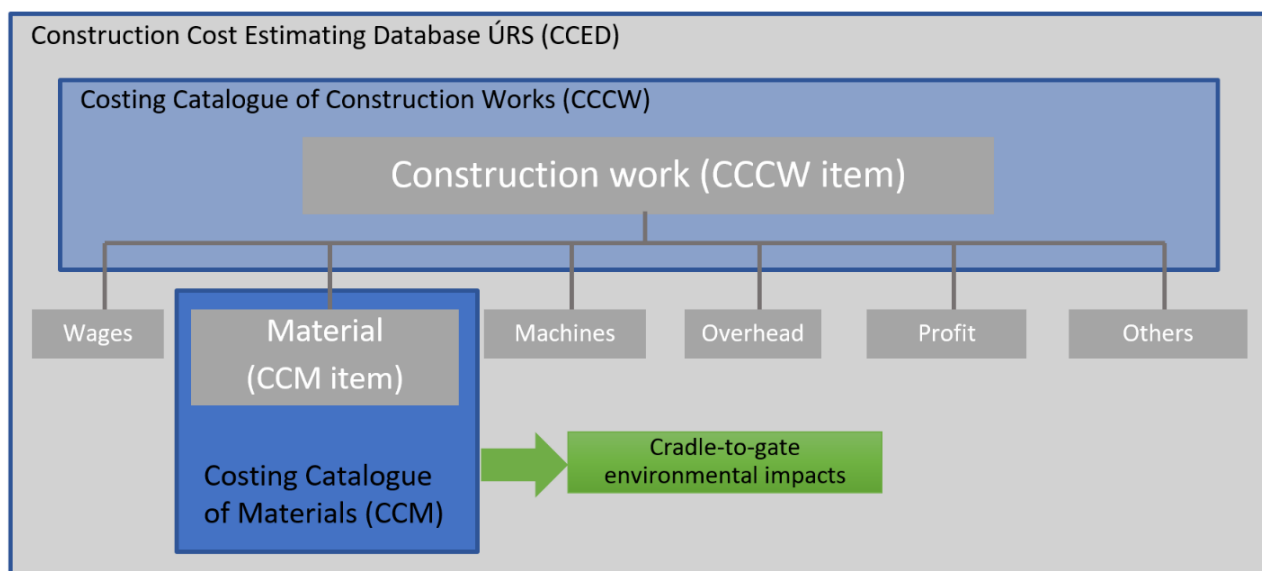 Construction Cost Estimating Database ÚRS (CCED)
Costing Catalogue of Construction Works (CCCW)
Construction work (CCCW item)
Wages
Material
(CCM item)
Machines
Overhead
Profit
Others
Costing Catalogue
of Materials (CCM)
Cradle-to-gate
environmental impacts